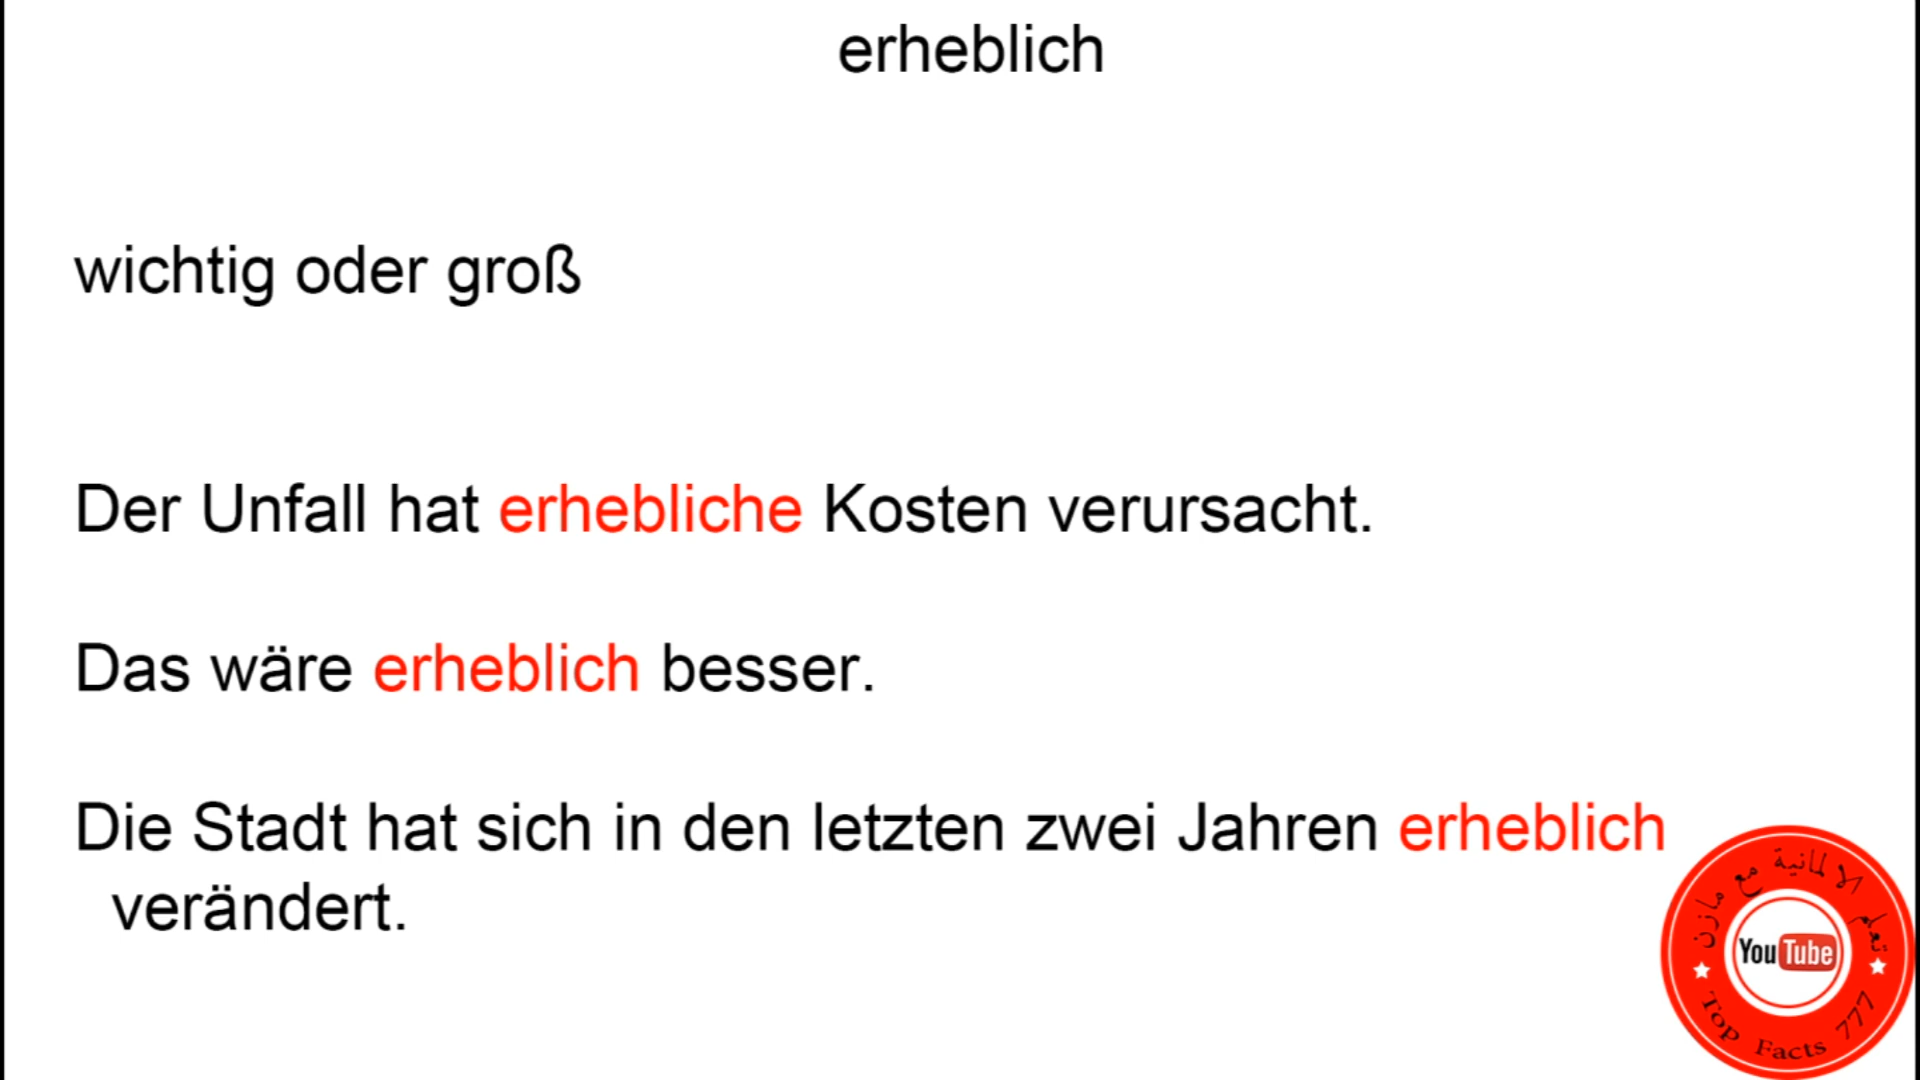 erheblich
wichtig oder groß
Der Unfall hat erhebliche Kosten verursacht.
Das wäre erheblich besser.
Die Stadt hat sich in den letzten zwei Jahren erheblich
verändert.
تعلم الالمانية مع مازن
YouTube
Top Facts 777